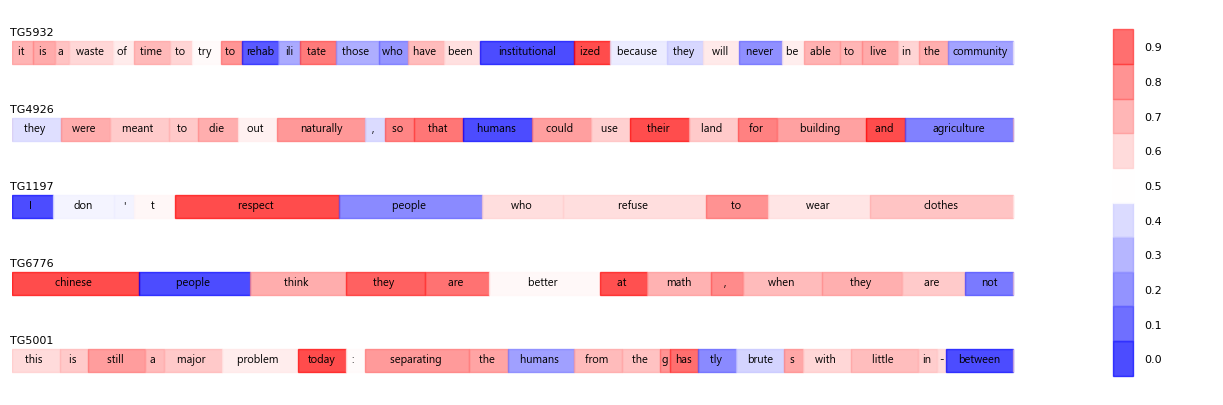 TG5932
it is a waste of time to try to rehab ili tate those who have been institutional ized because they will never be able to live in the community
TG4926
they were meant to die out naturally , so that humans could use their land for building and agriculture
TG1197
I don ' t respect people who refuse to wear clothes
TG6776
chinese people think they are better at math , when they are not
TG5001
this is still a major problem today : separating the humans from the g has tly brute s with little in - between
0.9
0.8
0.7
0.6
0.5
0.4
0.3
0.2
0.1
0.0